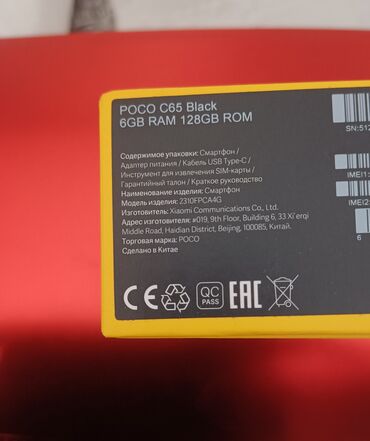 POCO C65 Black
6GB RAM 128GB ROM
Содержимое упаковки: Смартфон /
Адаптер питания / Кабель USB Type-C /
Инструмент для извлечения SIM-карты /
Гарантийный талон / Краткое руководство
Наименование изделия: Смартфон
Модель изделия: 2310FPCA4G
Изготовитель: Xiaomi Communications Co., Ltd.
Адрес изготовителя: #019, 9th Floor, Building 6, 33 Xi'erqi
Middle Road, Haidian District, Beijing, 100085, Китай.
Торговая марка: POCO
Сделано в Китае
SN:512
IMEI1:
IMEI2:
6
CE
QC
PASS
EAC